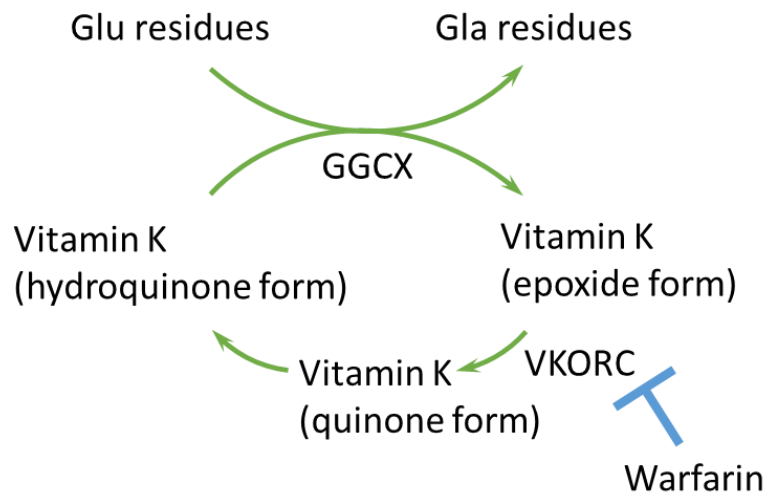 Glu residues
Gla residues
GGCX
Vitamin K
(hydroquinone form)
Vitamin K
(epoxide form)
Vitamin K
(quinone form)
VKORC
Warfarin